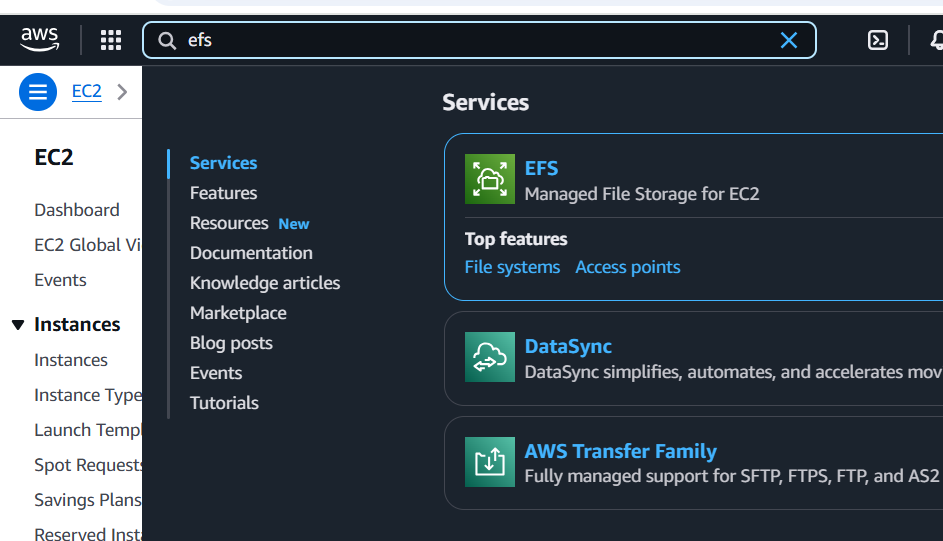 aws
efs
EC2
EC2
Dashboard
EC2 Global Vi
Events
Instances
Instances
Instance Type
Launch Templ
Spot Requests
Savings Plans
Reserved Inst
Services
Features
Resources New
Documentation
Knowledge articles
Marketplace
Blog posts
Events
Tutorials
Services
EFS
Managed File Storage for EC2
Top features
File systems Access points
DataSync
DataSync simplifies, automates, and accelerates mov
AWS Transfer Family
Fully managed support for SFTP, FTPS, FTP, and AS2